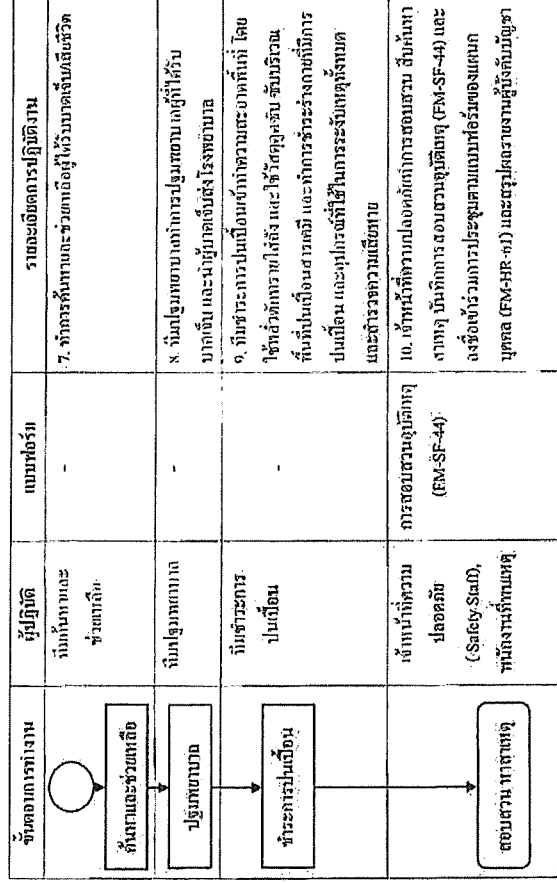 ขั้นตอนการทำงาน
ผู้ปฏิบัติ
แบบฟอร์ม
รายละเอียดการปฏิบัติงาน
ค้นหาและช่วยเหลือ
ทีมค้นหาและ
ช่วยเหลือ
-
7. ทำการค้นหาและช่วยเหลือผู้ได้รับบาดเจ็บ/เสียชีวิต
ปฐมพยาบาล
ทีมปฐมพยาบาล
-
8. ทีมปฐมพยาบาลทำการปฐมพยาบาลผู้ที่ได้รับ
บาดเจ็บ และนำผู้บาดเจ็บส่งโรงพยาบาล
ชำระการปนเปื้อน
ทีมชำระการ
ปนเปื้อน
-
9. ทีมชำระการปนเปื้อนเข้าทำความสะอาดพื้นที่ โดย
ใช้พลั่วตักทรายใส่ถัง และใช้วัสดุดูดซับ ซับบริเวณ
พื้นที่ปนเปื้อนสารเคมี และทำการชำระร่างกายที่มีการ
ปนเปื้อน และอุปกรณ์ที่ใช้ในการระงับเหตุทั้งหมด
และสำรวจความเสียหาย
สอบสวน หาสาเหตุ
เจ้าหน้าที่ความ
ปลอดภัย
(Safety Staff),
พนักงานที่พบเหตุ
การสอบสวนอุบัติเหตุ
(FM-SF-44)
10. เจ้าหน้าที่ความปลอดภัยทำการสอบสวน สืบค้นหา
สาเหตุ บันทึกการสอบสวนอุบัติเหตุ (FM-SF-44) และ
ลงชื่อเข้าร่วมการประชุมตามแบบฟอร์มของแผนก
บุคคล (FM-HR-61) และสรุปผลรายงานผู้บังคับบัญชา